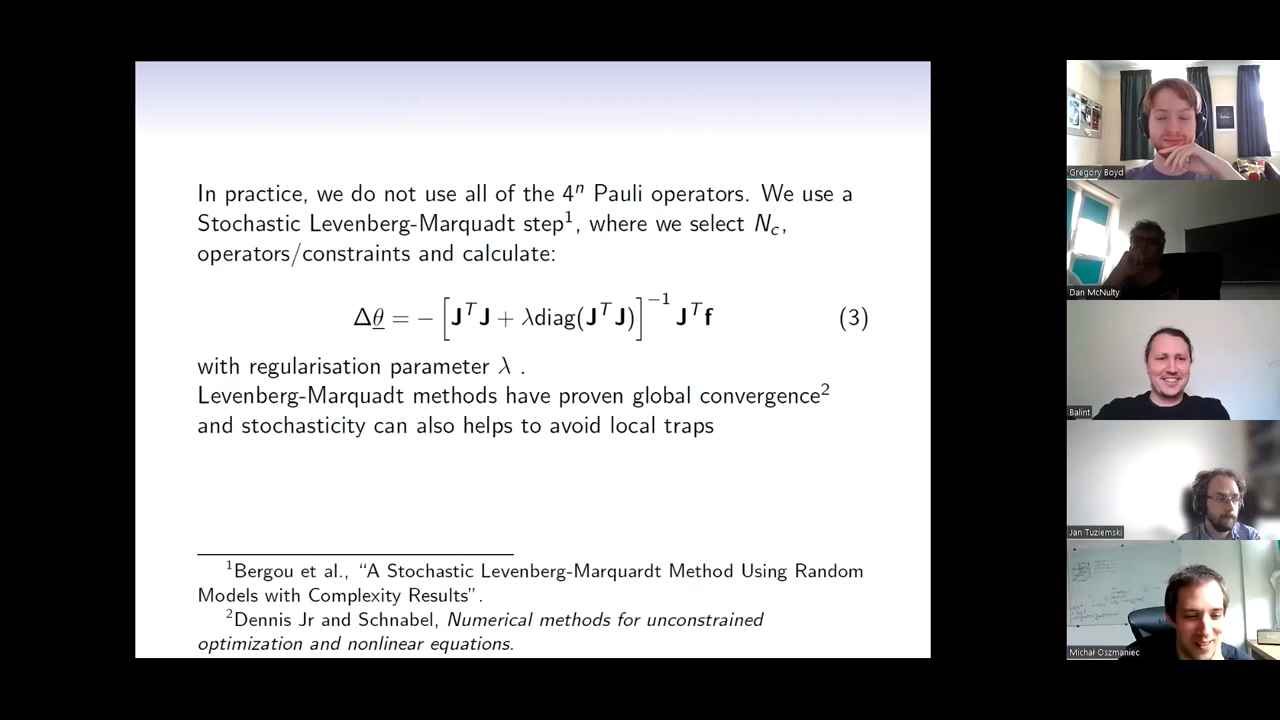 In practice, we do not use all of the 4ⁿ Pauli operators. We use a
Stochastic Levenberg-Marquadt step¹, where we select N_c,
operators/constraints and calculate:
Δθ = − [JᵀJ + λdiag(JᵀJ)]⁻¹ Jᵀf (3)
with regularisation parameter λ .
Levenberg-Marquadt methods have proven global convergence²
and stochasticity can also helps to avoid local traps
¹Bergou et al., “A Stochastic Levenberg-Marquardt Method Using Random
Models with Complexity Results”.
²Dennis Jr and Schnabel, Numerical methods for unconstrained
optimization and nonlinear equations.
Gregory Boyd
Dan McNulty
Balint
Jan Tuziemski
Michał Oszmaniec